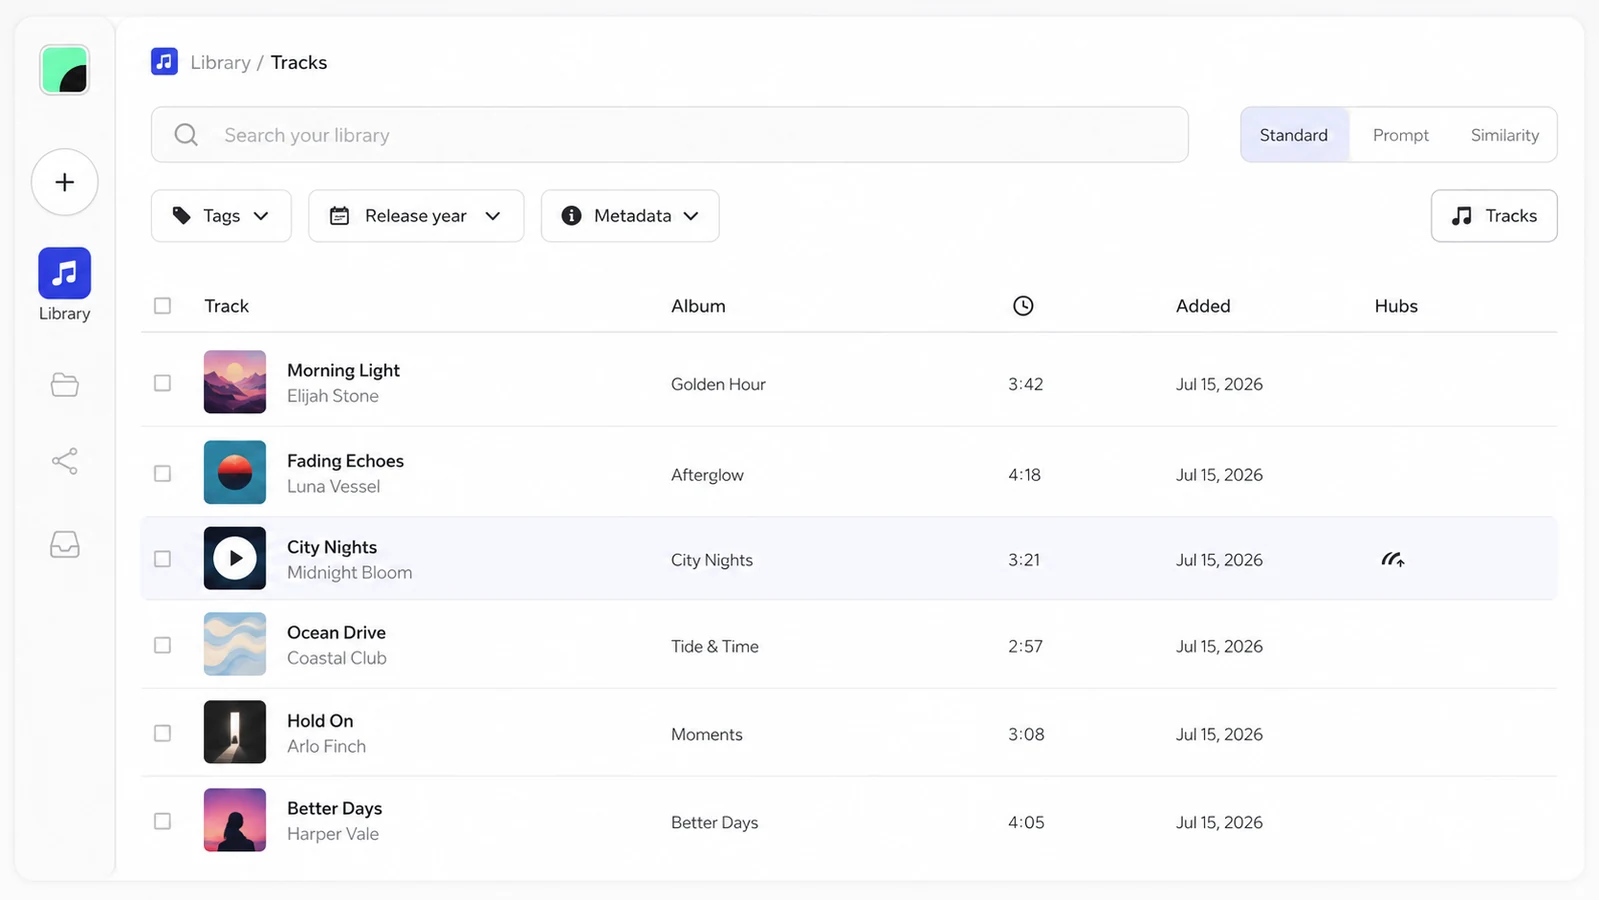 Library / Tracks
Search your library
Standard Prompt Similarity
Tags Release year Metadata Tracks
Library
Track Album Added Hubs
Morning Light
Elijah Stone
Golden Hour 3:42 Jul 15, 2026
Fading Echoes
Luna Vessel
Afterglow 4:18 Jul 15, 2026
City Nights
Midnight Bloom
City Nights 3:21 Jul 15, 2026
Ocean Drive
Coastal Club
Tide & Time 2:57 Jul 15, 2026
Hold On
Arlo Finch
Moments 3:08 Jul 15, 2026
Better Days
Harper Vale
Better Days 4:05 Jul 15, 2026